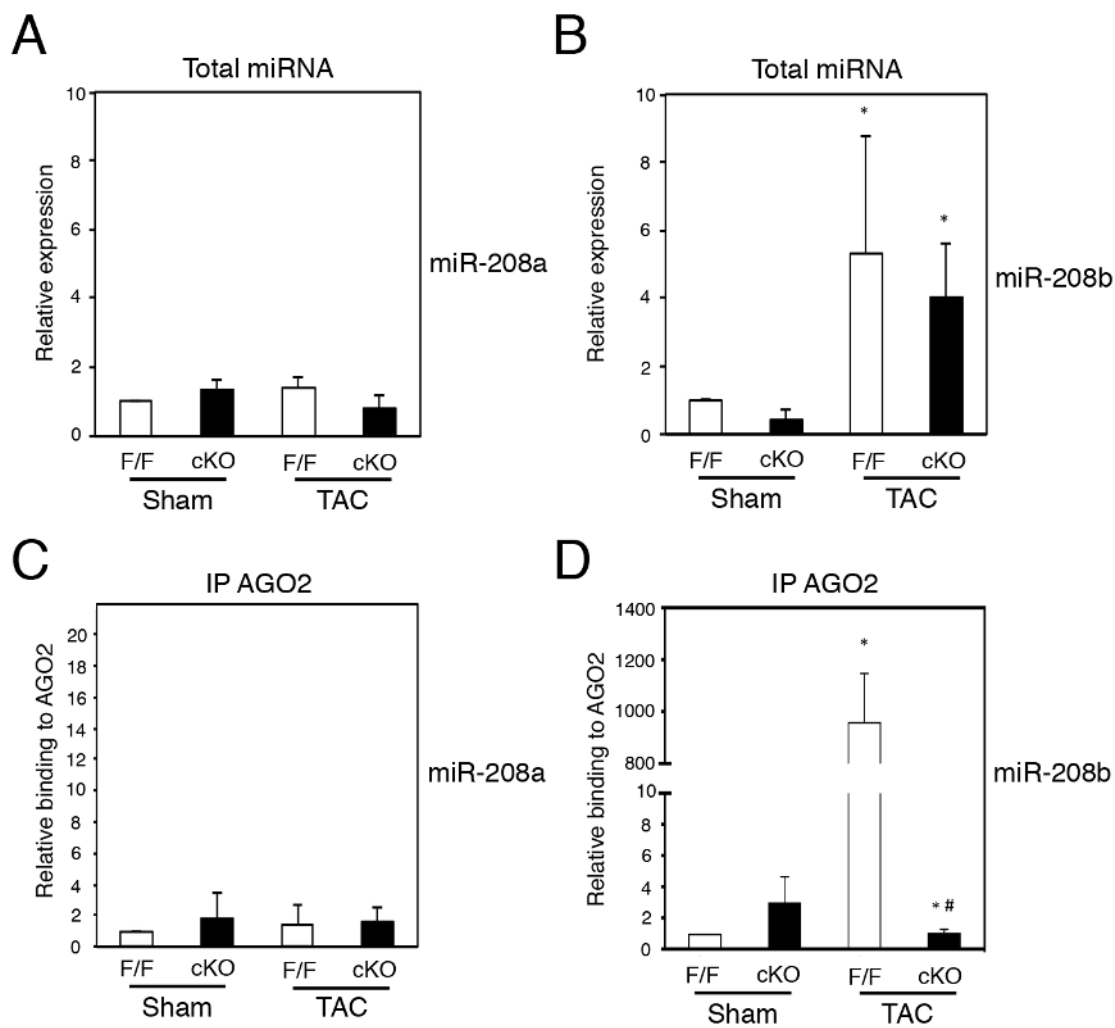 A
Total miRNA
10
8
6
4
2
0
Relative expression
F/F
cKO
F/F
cKO
Sham
TAC
miR-208a
B
Total miRNA
10
8
6
4
2
0
Relative expression
*
*
F/F
cKO
F/F
cKO
Sham
TAC
miR-208b
C
IP AGO2
20
18
16
14
12
10
8
6
4
2
0
Relative binding to AGO2
F/F
cKO
F/F
cKO
Sham
TAC
miR-208a
D
IP AGO2
1400
1200
1000
800
10
8
6
4
2
0
Relative binding to AGO2
*
* #
F/F
cKO
F/F
cKO
Sham
TAC
miR-208b